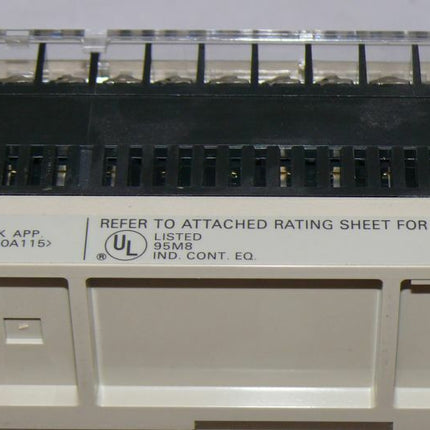 K APP.
0A115>
REFER TO ATTACHED RATING SHEET FOR
UL LISTED
® 95M8
IND. CONT. EQ.